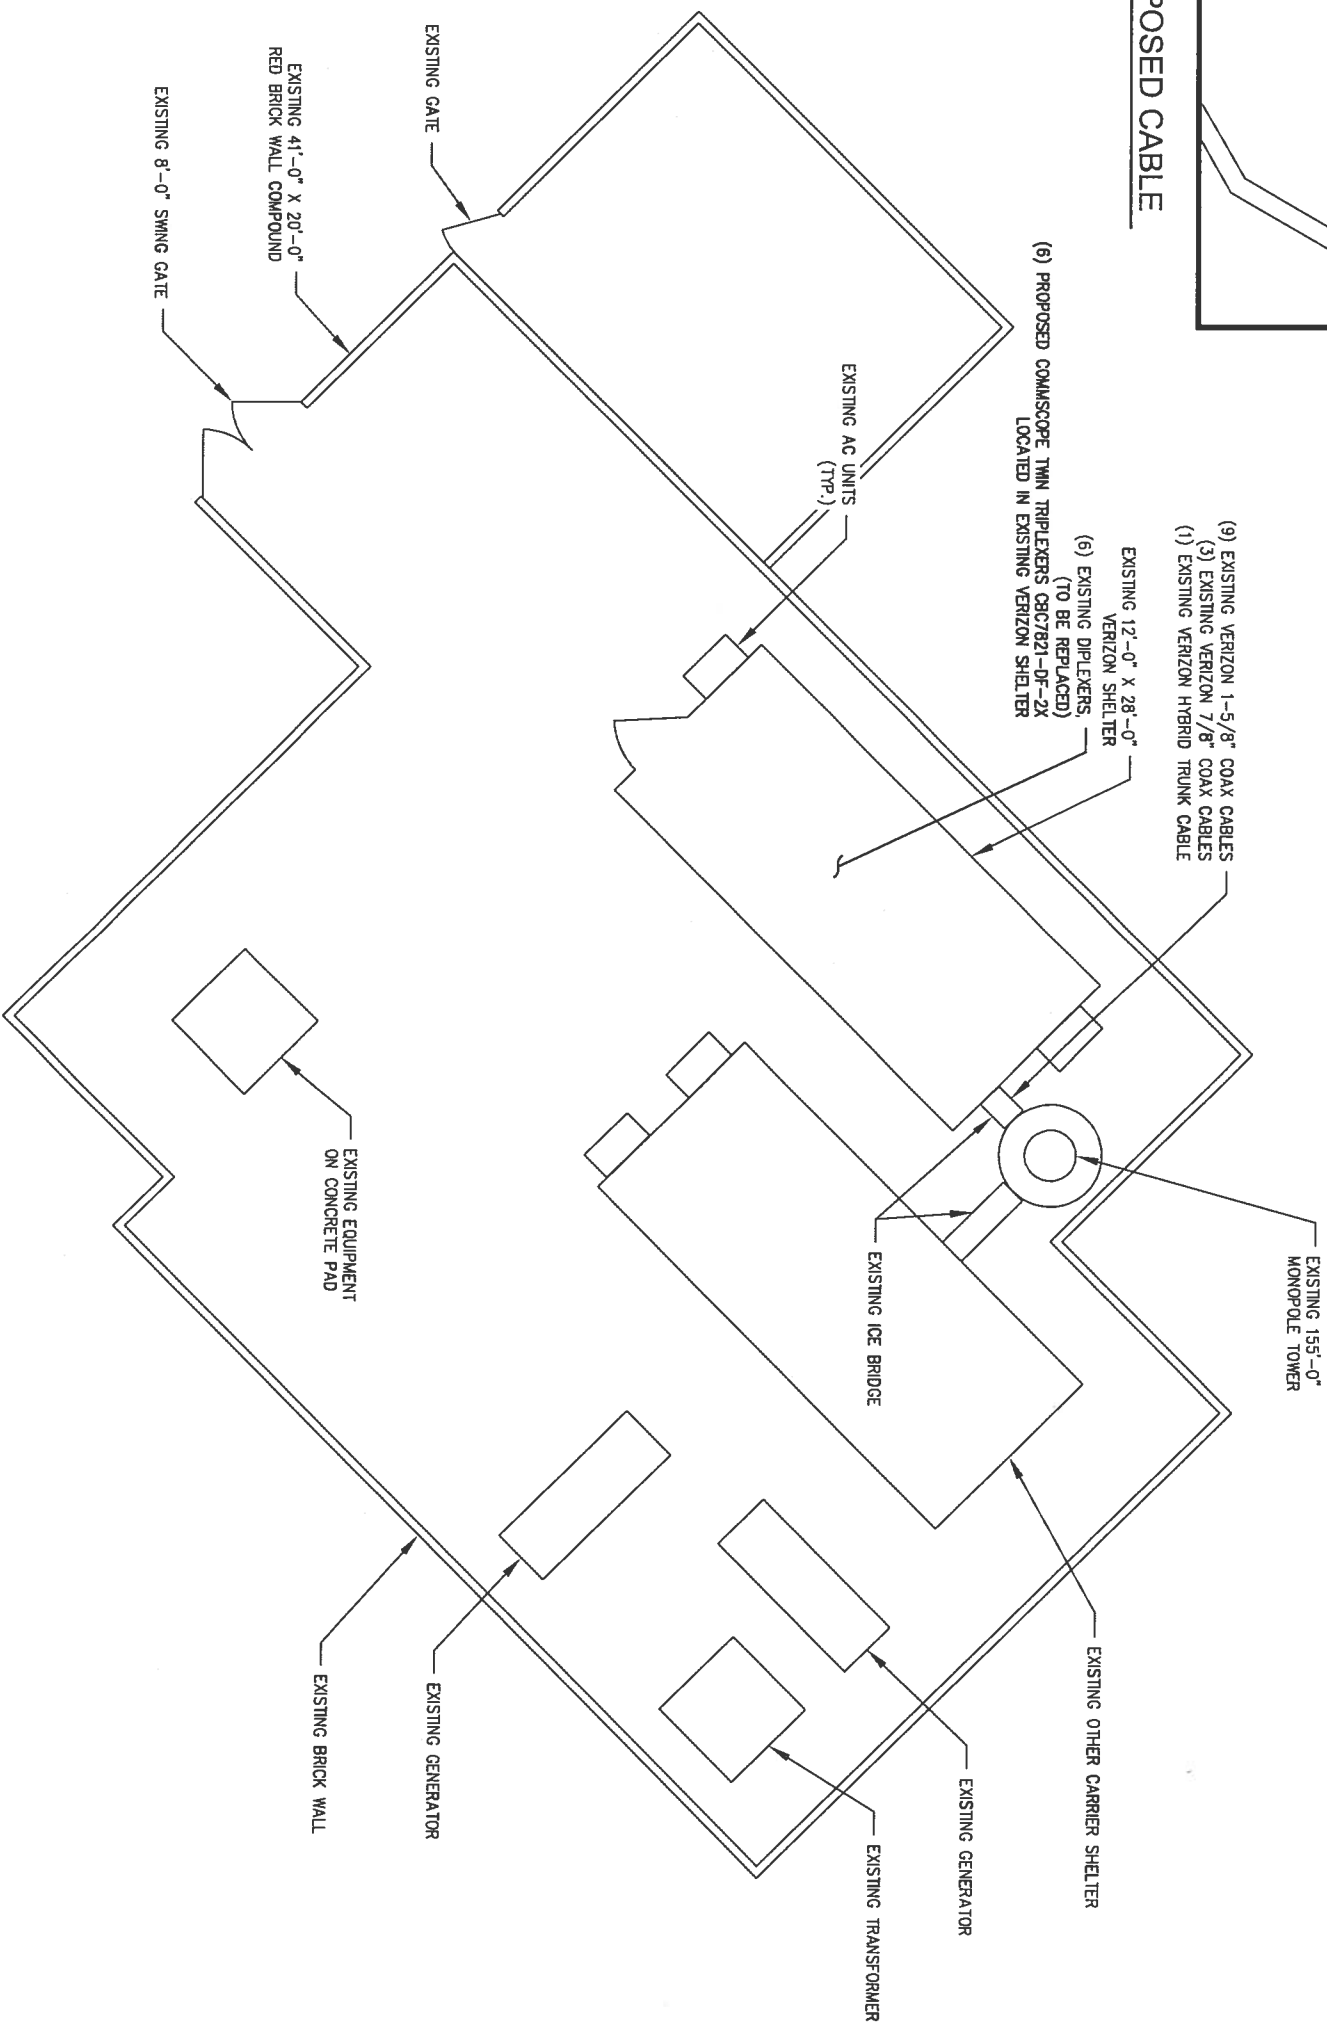 POSED CABLE
(9) EXISTING VERIZON 1-5/8" COAX CABLES
(3) EXISTING VERIZON 7/8" COAX CABLES
(1) EXISTING VERIZON HYBRID TRUNK CABLE
EXISTING 155'-0"
MONOPOLE TOWER
EXISTING 12'-0" X 28'-0"
VERIZON SHELTER
(6) EXISTING DIPLEXERS,
(TO BE REPLACED)
(6) PROPOSED COMMSCOPE TWIN TRIPLEXERS CBC7821-DF-2X
LOCATED IN EXISTING VERIZON SHELTER
EXISTING OTHER CARRIER SHELTER
EXISTING GENERATOR
EXISTING TRANSFORMER
EXISTING ICE BRIDGE
EXISTING AC UNITS
(TYP.)
EXISTING GATE
EXISTING GENERATOR
EXISTING EQUIPMENT
ON CONCRETE PAD
EXISTING BRICK WALL
EXISTING 41'-0" X 20'-0"
RED BRICK WALL COMPOUND
EXISTING 8'-0" SWING GATE